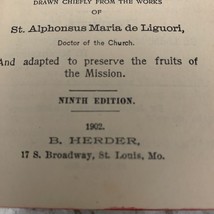 DRAWN CHIEFLY FROM THE WORKS
OF
St. Alphonsus Maria de Liguori,
Doctor of the Church.
And adapted to preserve the fruits of
the Mission.
NINTH EDITION.
1902.
B. HERDER,
17 S. Broadway, St. Louis, Mo.